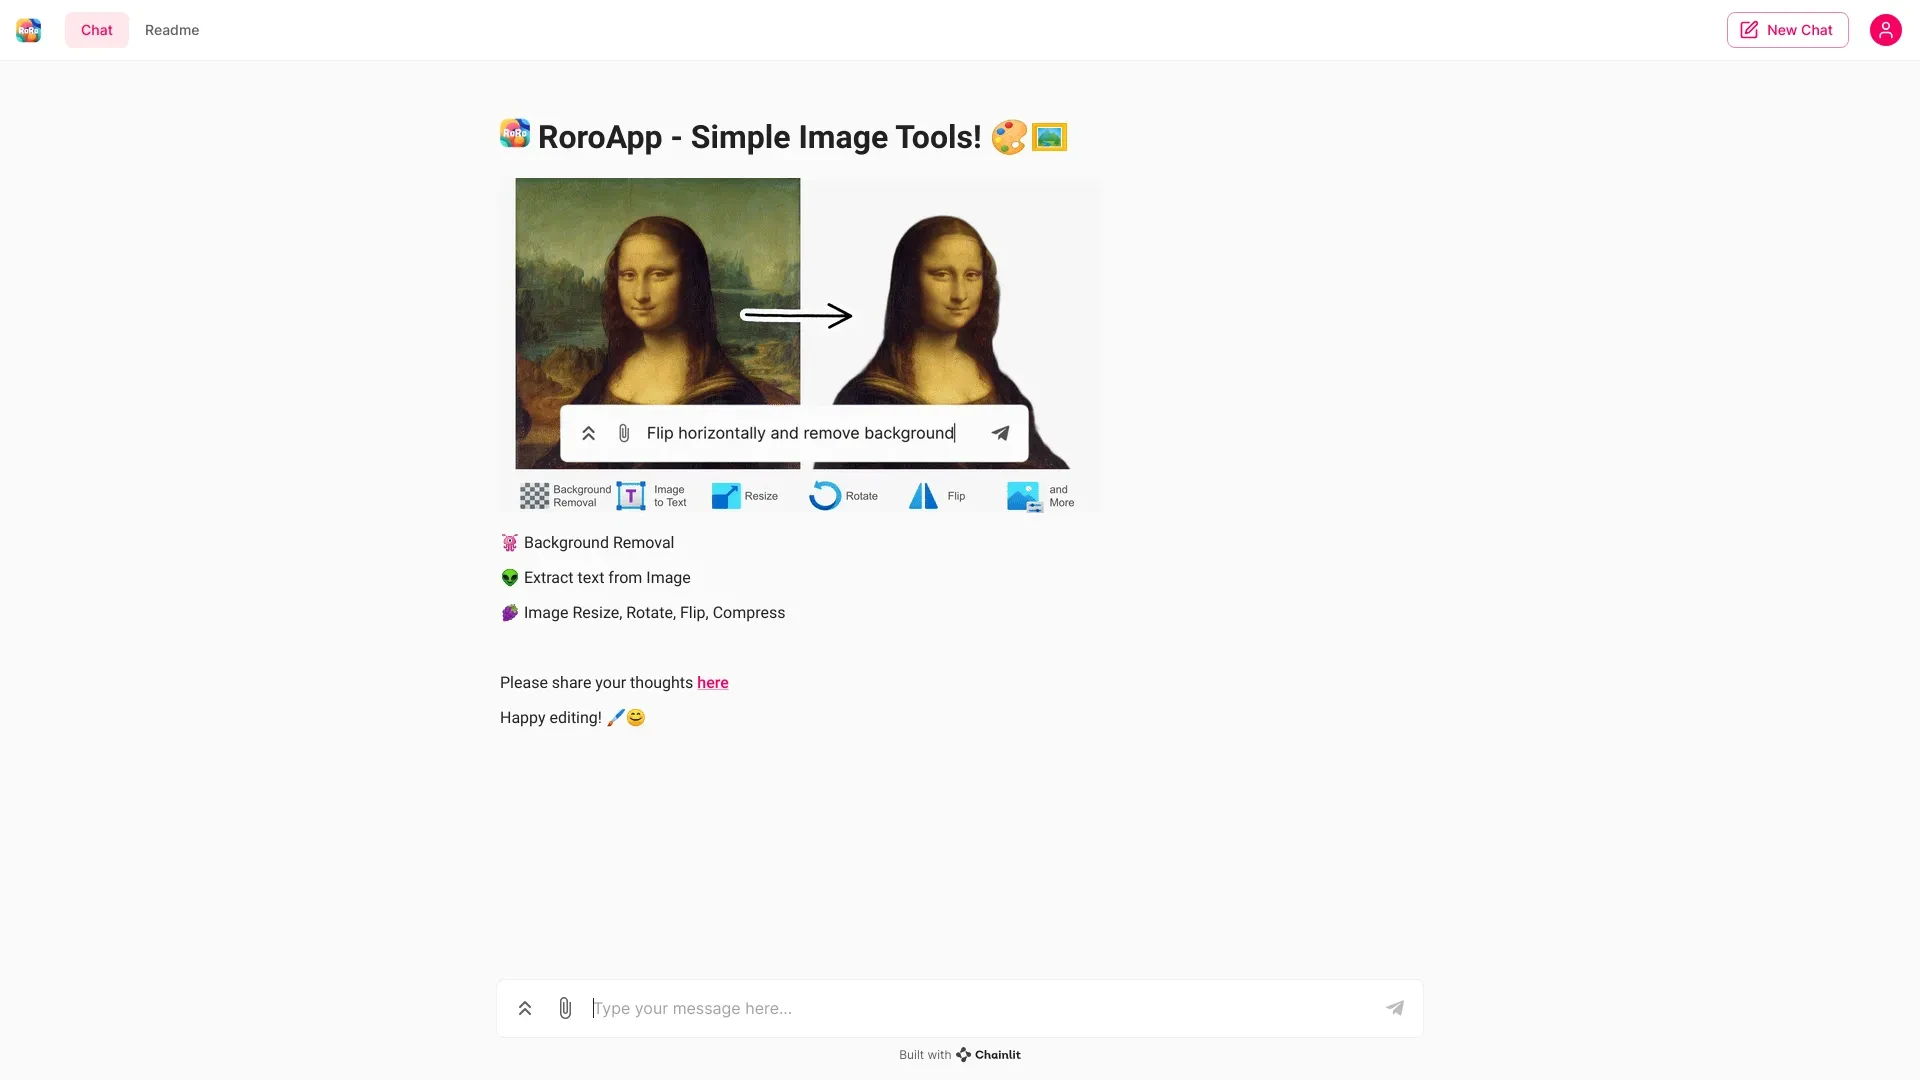 RoRo
Chat
Readme
New Chat
RoRo
RoroApp - Simple Image Tools! 🎨🖼️
Flip horizontally and remove background
Background
Removal
Image
to Text
Resize
Rotate
Flip
and
More
👾 Background Removal
👽 Extract text from Image
🍇 Image Resize, Rotate, Flip, Compress
Please share your thoughts here
Happy editing! 🖌️😊
Type your message here...
Built with Chainlit